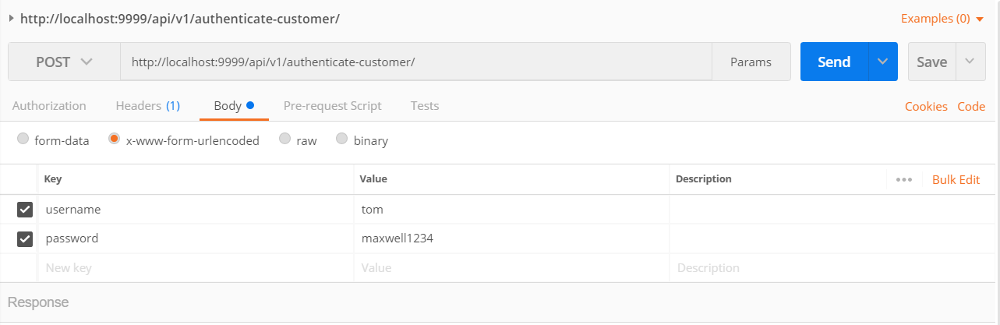 http://localhost:9999/api/v1/authenticate-customer/ Examples (0)
POST http://localhost:9999/api/v1/authenticate-customer/ Params Send Save
Authorization Headers (1) Body Pre-request Script Tests Cookies Code
form-data x-www-form-urlencoded raw binary
Key Value Description ••• Bulk Edit
username tom
password maxwell1234
New key Value Description
Response